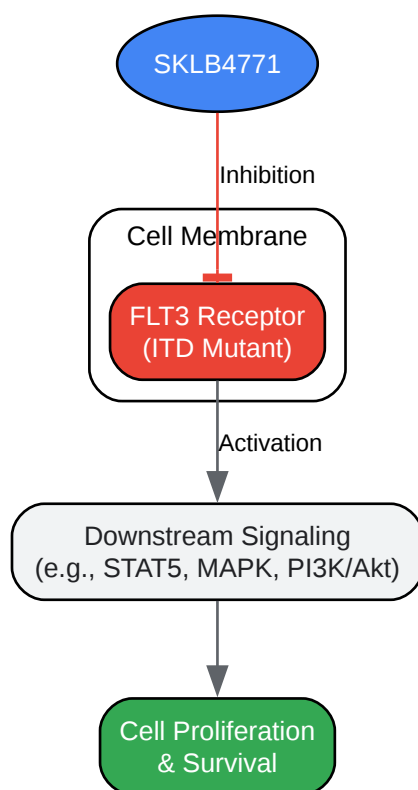 SKLB4771
Inhibition
Cell Membrane
FLT3 Receptor
(ITD Mutant)
Activation
Downstream Signaling
(e.g., STAT5, MAPK, PI3K/Akt)
Cell Proliferation
& Survival